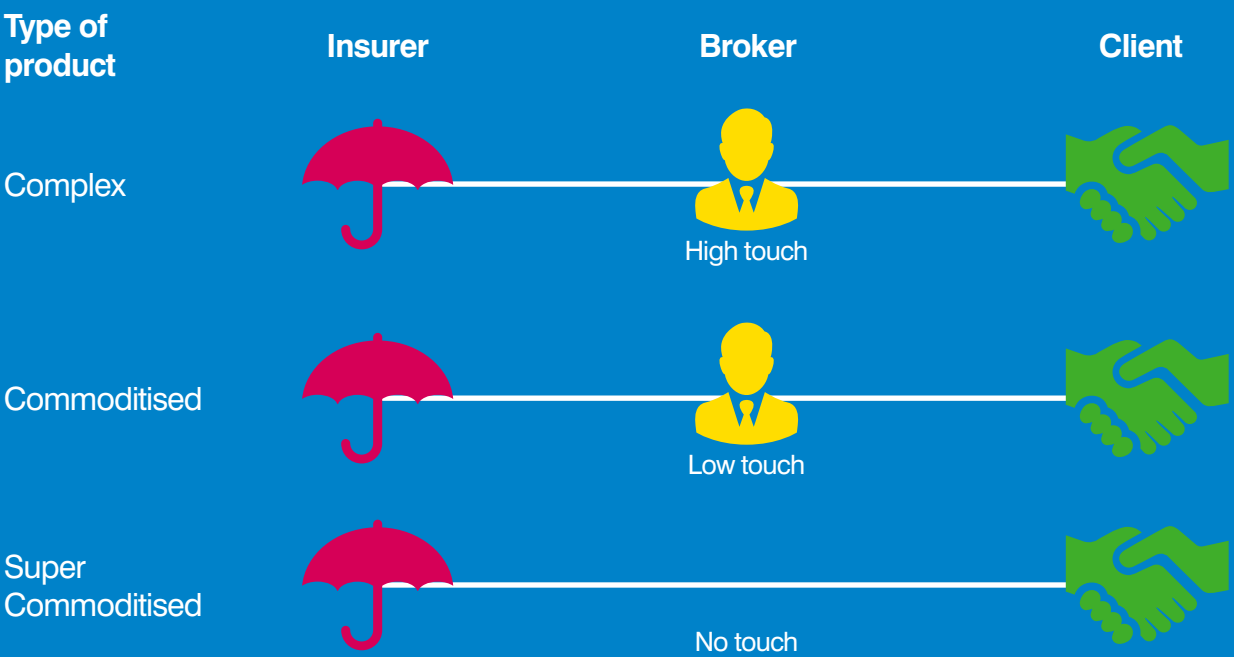 Type of
product
Insurer
Broker
Client
Complex
High touch
Commoditised
Low touch
Super
Commoditised
No touch